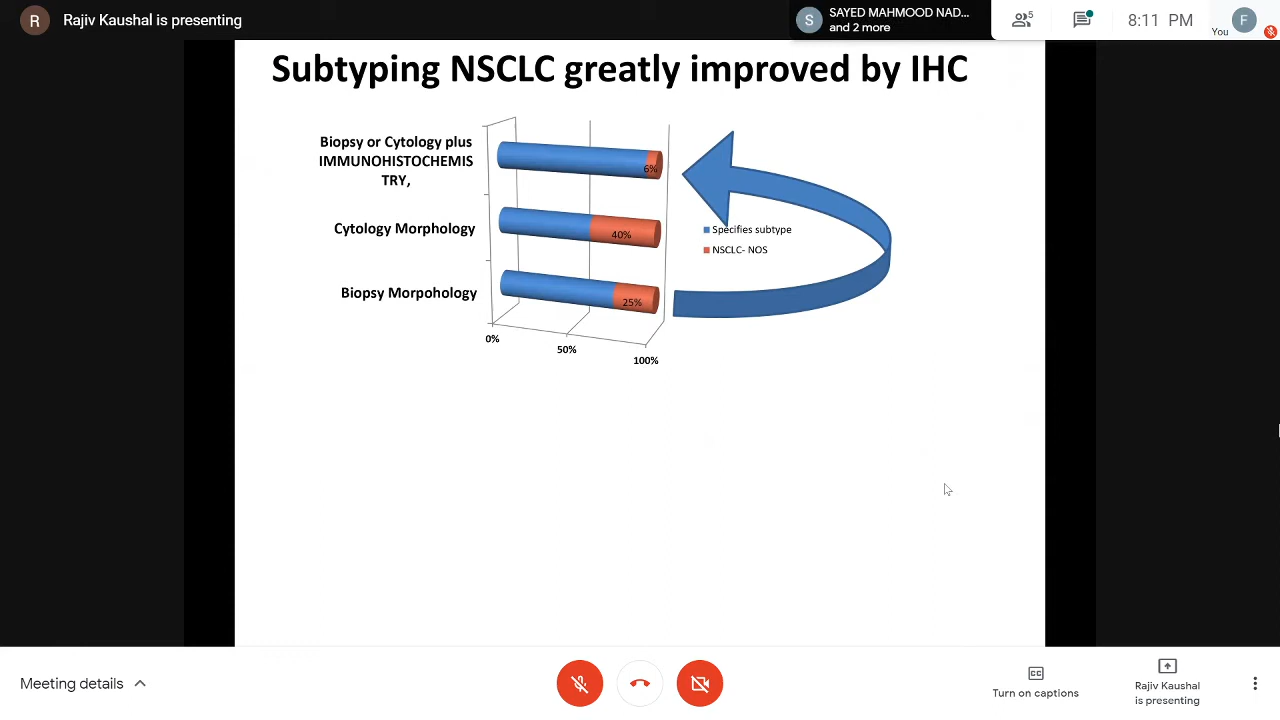 R
Rajiv Kaushal is presenting
S
SAYED MAHMOOD NAD...
and 2 more
5
8:11 PM
You
F
Subtyping NSCLC greatly improved by IHC
Biopsy or Cytology plus
IMMUNOHISTOCHEMIS
TRY,
6%
Cytology Morphology
40%
Specifies subtype
NSCLC- NOS
Biopsy Morpohology
25%
0%
50%
100%
Meeting details
CC
Turn on captions
Rajiv Kaushal
is presenting